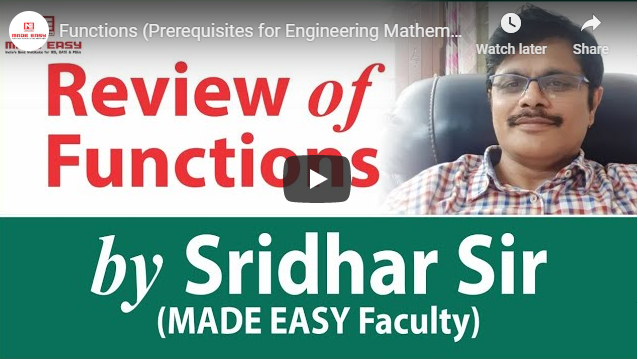 Functions (Prerequisites for Engineering Mathem...
MADE EASY
Watch later
Share
Review of
Functions
by Sridhar Sir
(MADE EASY Faculty)